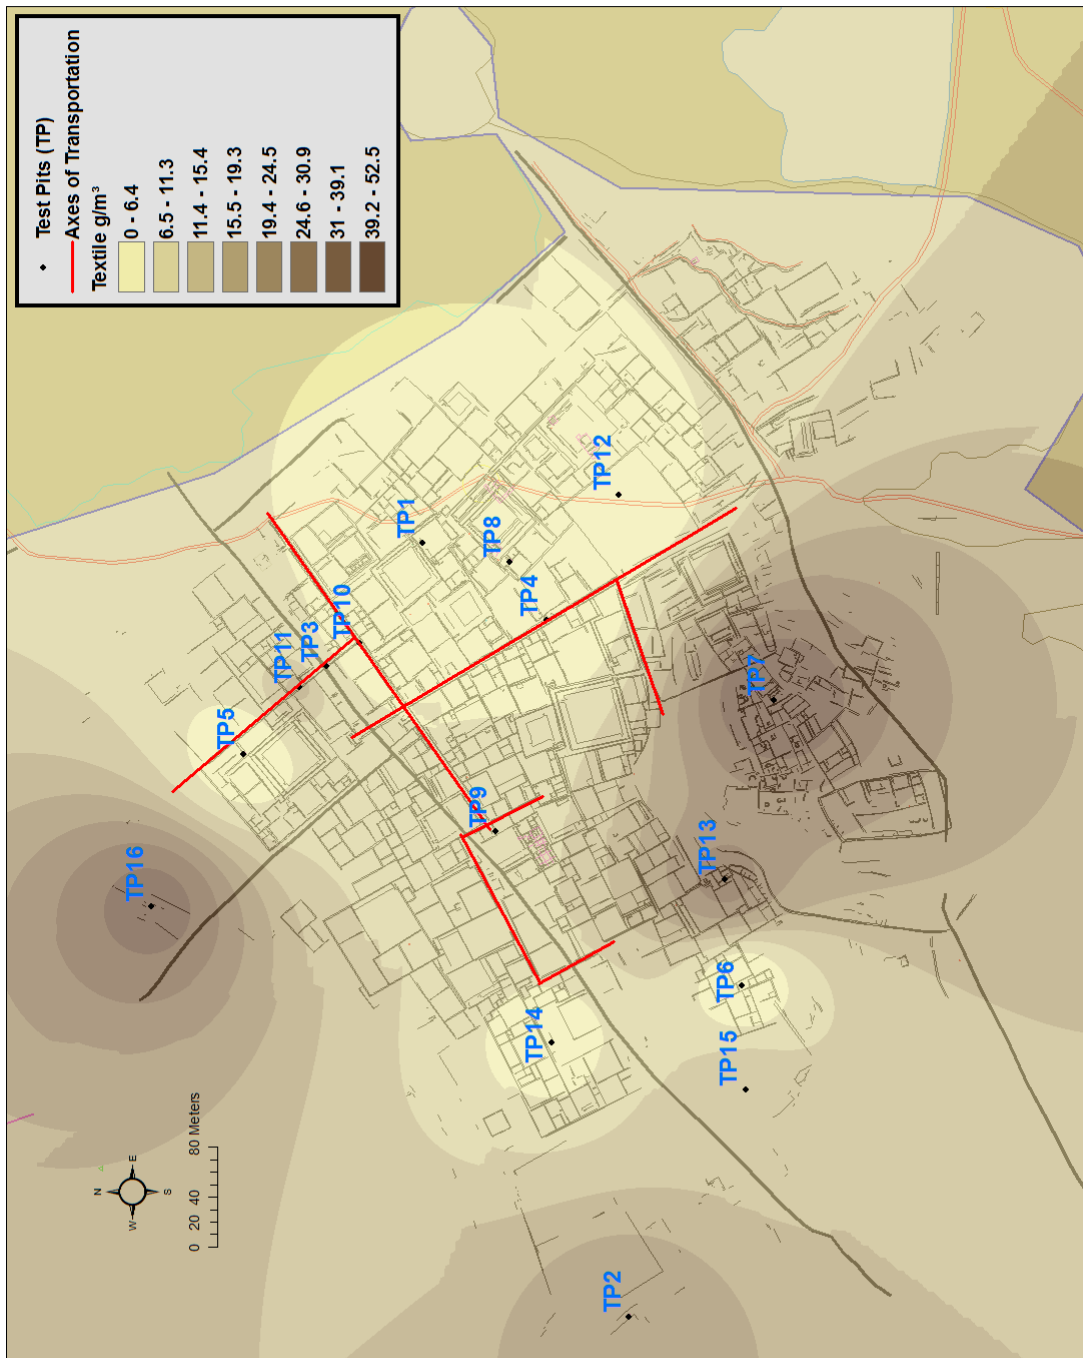 Test Pits (TP)
Axes of Transportation
Textile g/m³
0 - 6.4
6.5 - 11.3
11.4 - 15.4
15.5 - 19.3
19.4 - 24.5
24.6 - 30.9
31 - 39.1
39.2 - 52.5
TP16
TP5
TP11
TP3
TP10
TP1
TP8
TP4
TP12
TP9
TP14
TP2
TP15
TP6
TP13
TP7
N
W
E
S
0 20 40 80 Meters